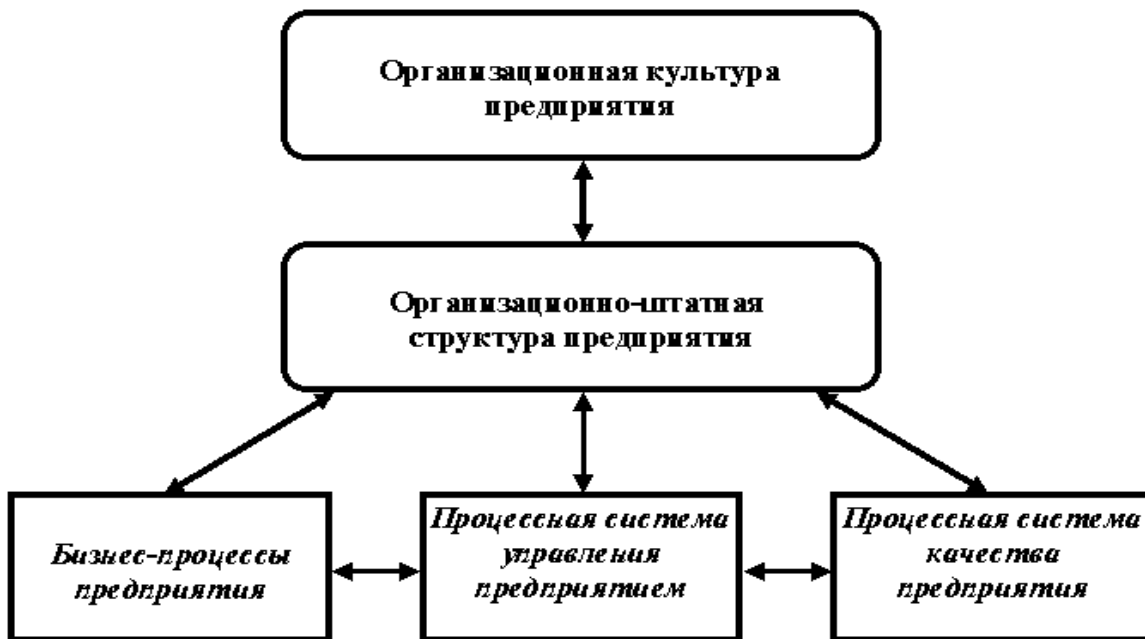 Организационная культура
предприятия
Организационно-штатная
структура предприятия
Бизнес-процессы
предприятия
Процессная система
управления
предприятием
Процессная система
качества
предприятия